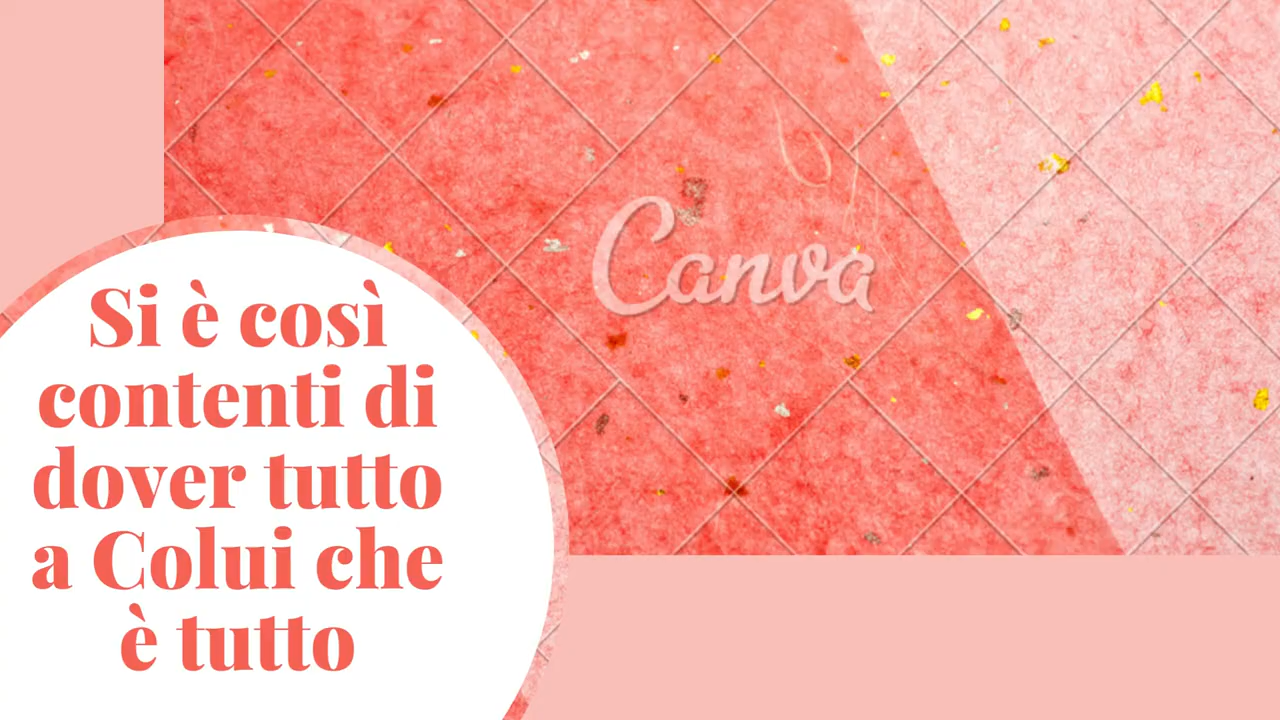 Canva
Si è così
contenti di
dover tutto
a Colui che
è tutto